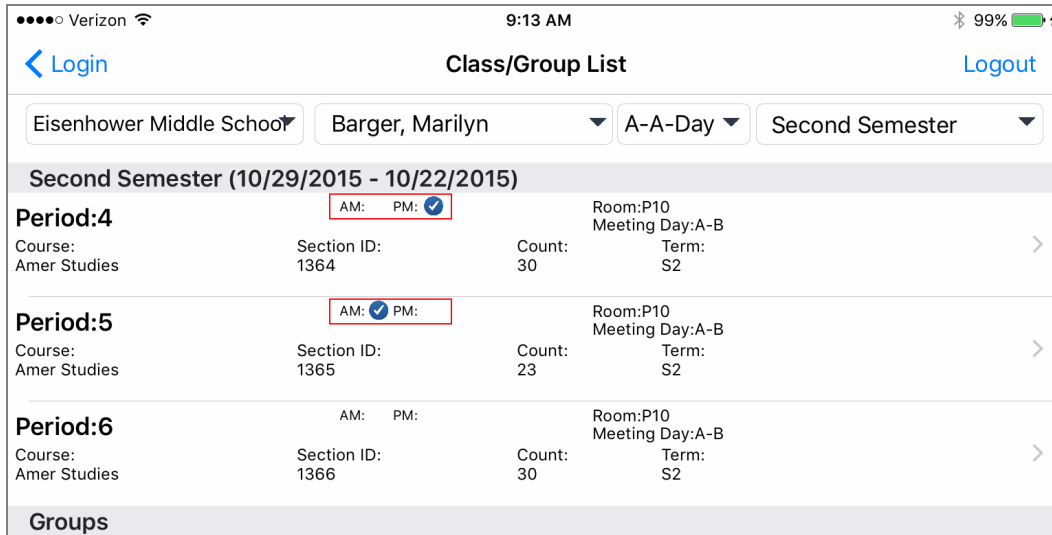 Verizon 9:13 AM 99%
Login Class/Group List Logout
Eisenhower Middle School Barger, Marilyn A-A-Day Second Semester
Second Semester (10/29/2015 - 10/22/2015)
Period:4 AM: PM: Room:P10
Meeting Day:A-B
Course: Section ID: Count: Term:
Amer Studies 1364 30 S2
Period:5 AM: PM: Room:P10
Meeting Day:A-B
Course: Section ID: Count: Term:
Amer Studies 1365 23 S2
Period:6 AM: PM: Room:P10
Meeting Day:A-B
Course: Section ID: Count: Term:
Amer Studies 1366 30 S2
Groups